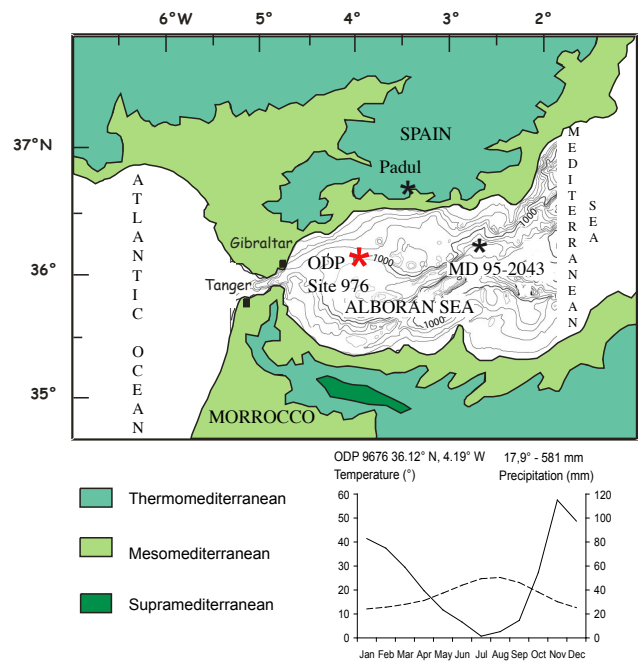 6°W 5° 4° 3° 2°
37°N
36°
35°
ATLANTIC OCEAN
SPAIN
Padul
*
MEDITERRANEAN
SEA
Gibraltar
ODP
Site 976
*
1000
*
1000
MD 95-2043
Tanger
ALBORAN SEA
1000
MORROCCO
Thermomediterranean
Mesomediterranean
Supramediterranean
ODP 9676 36.12° N, 4.19° W 17,9° - 581 mm
Temperature (°) Precipitation (mm)
60 120
50 100
40 80
30 60
20 40
10 20
0 0
Jan Feb Mar Apr May Jun Jul Aug Sep Oct Nov Dec